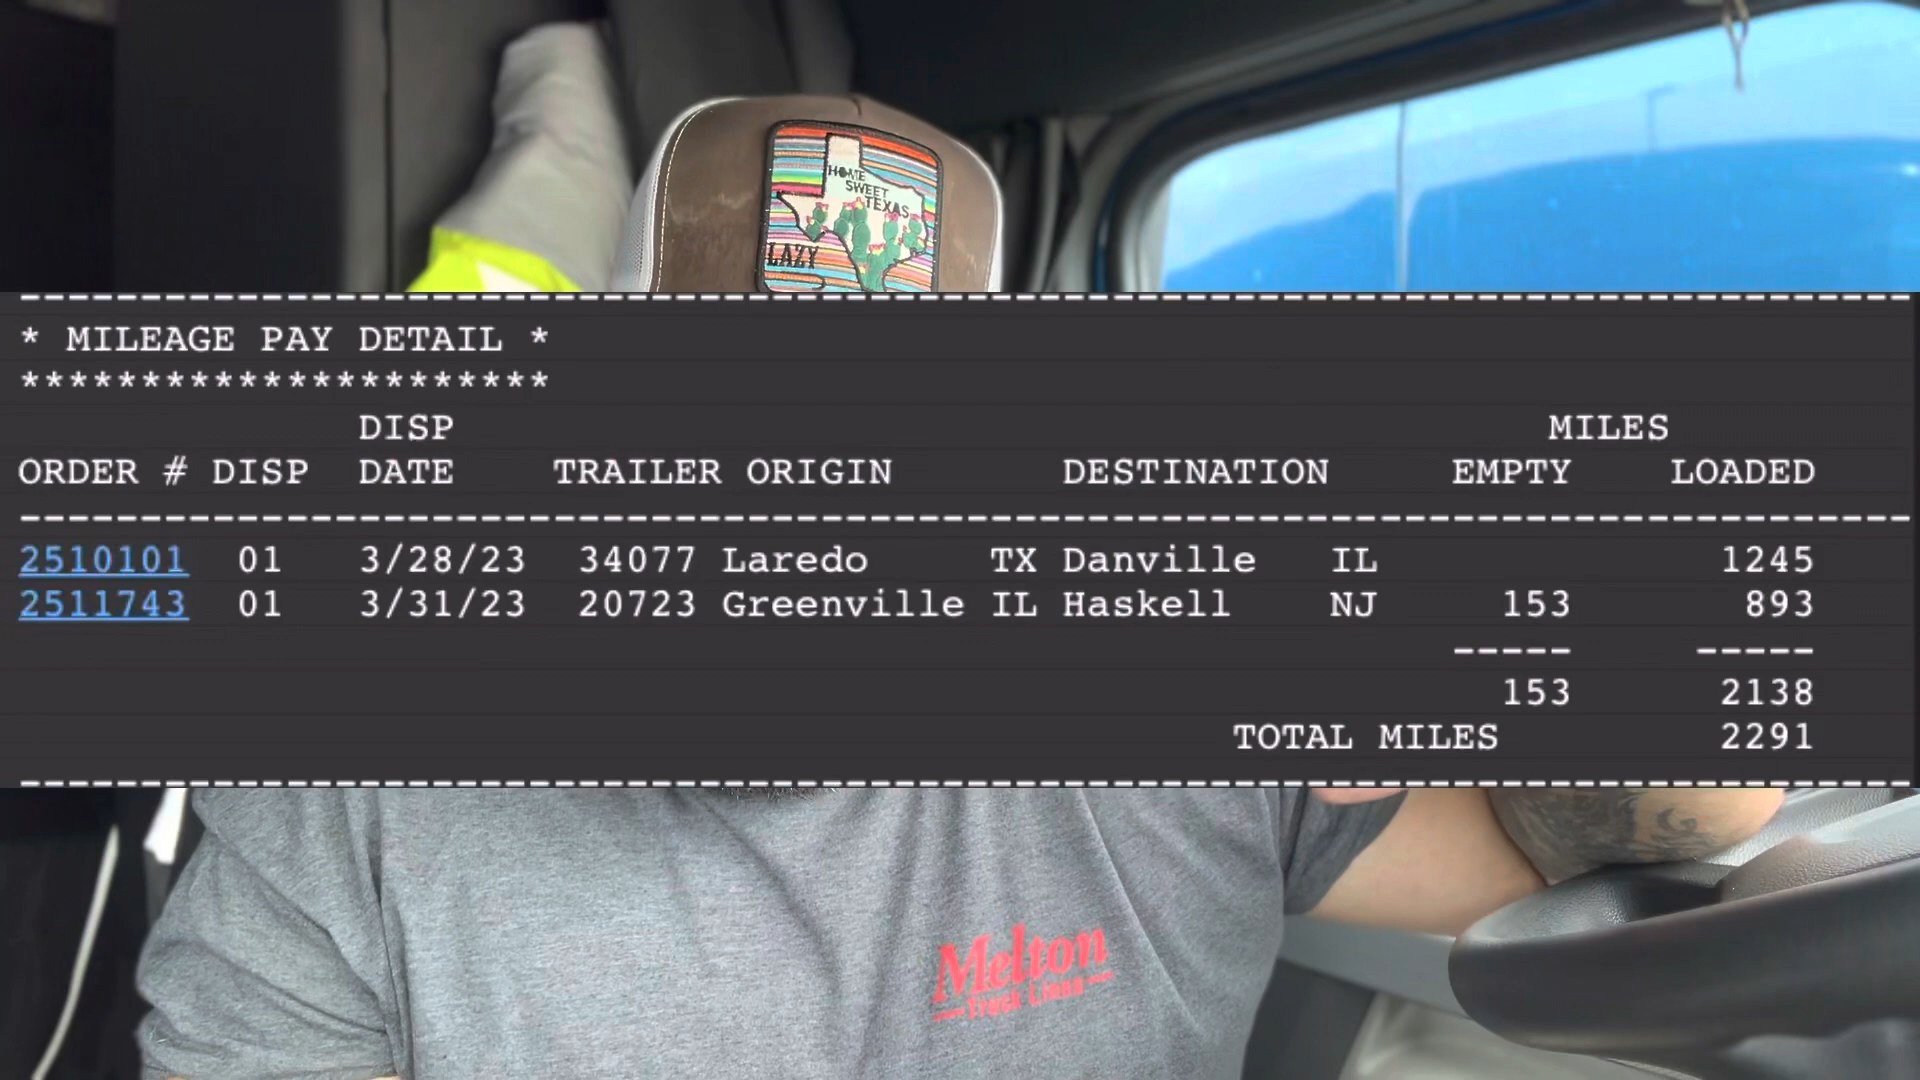 HOME
SWEET
TEXAS
LAZY
--------------------------------------------------------------------------------
* MILEAGE PAY DETAIL *
**********************
DISP MILES
ORDER # DISP DATE TRAILER ORIGIN DESTINATION EMPTY LOADED
--------------------------------------------------------------------------------
2510101 01 3/28/23 34077 Laredo TX Danville IL 1245
2511743 01 3/31/23 20723 Greenville IL Haskell NJ 153 893
----- -----
153 2138
TOTAL MILES 2291
--------------------------------------------------------------------------------
Melton
Truck Lines